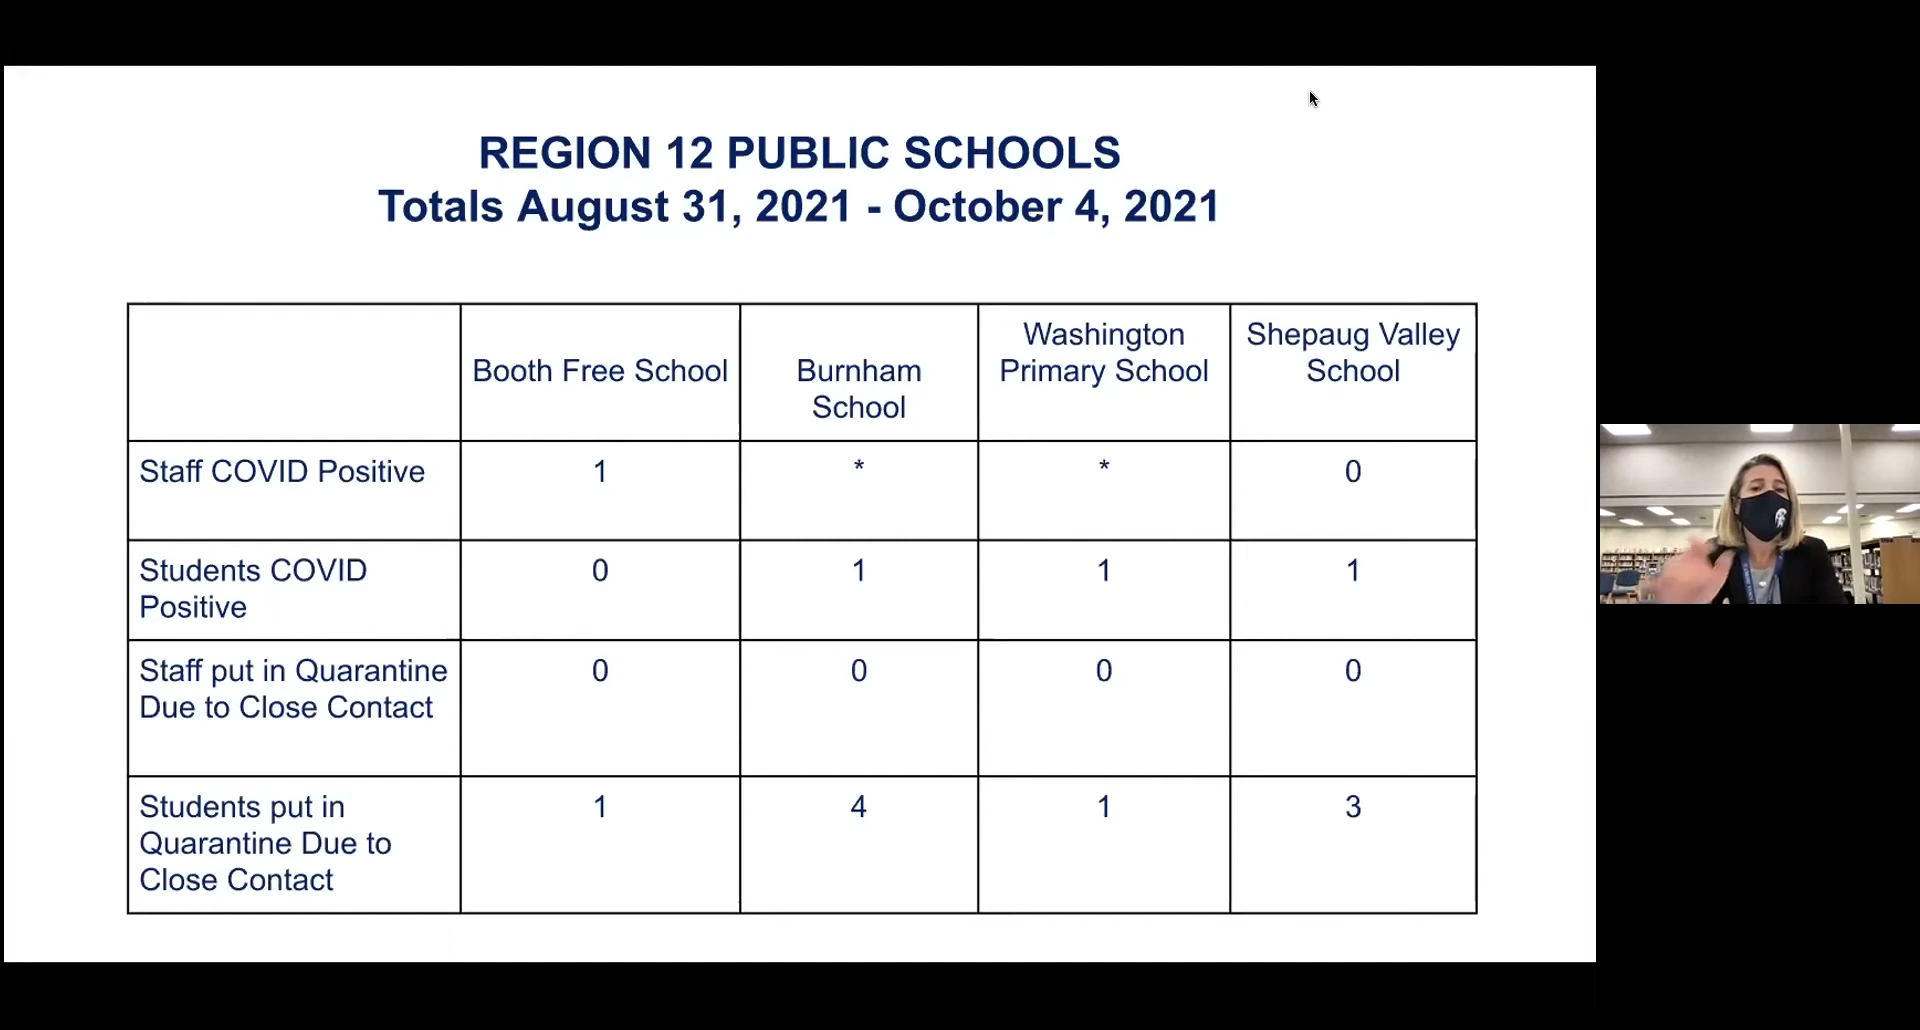 REGION 12 PUBLIC SCHOOLS
Totals August 31, 2021 - October 4, 2021
Booth Free School
Burnham
School
Washington
Primary School
Shepaug Valley
School
Staff COVID Positive
1
*
*
0
Students COVID
Positive
0
1
1
1
Staff put in Quarantine
Due to Close Contact
0
0
0
0
Students put in
Quarantine Due to
Close Contact
1
4
1
3